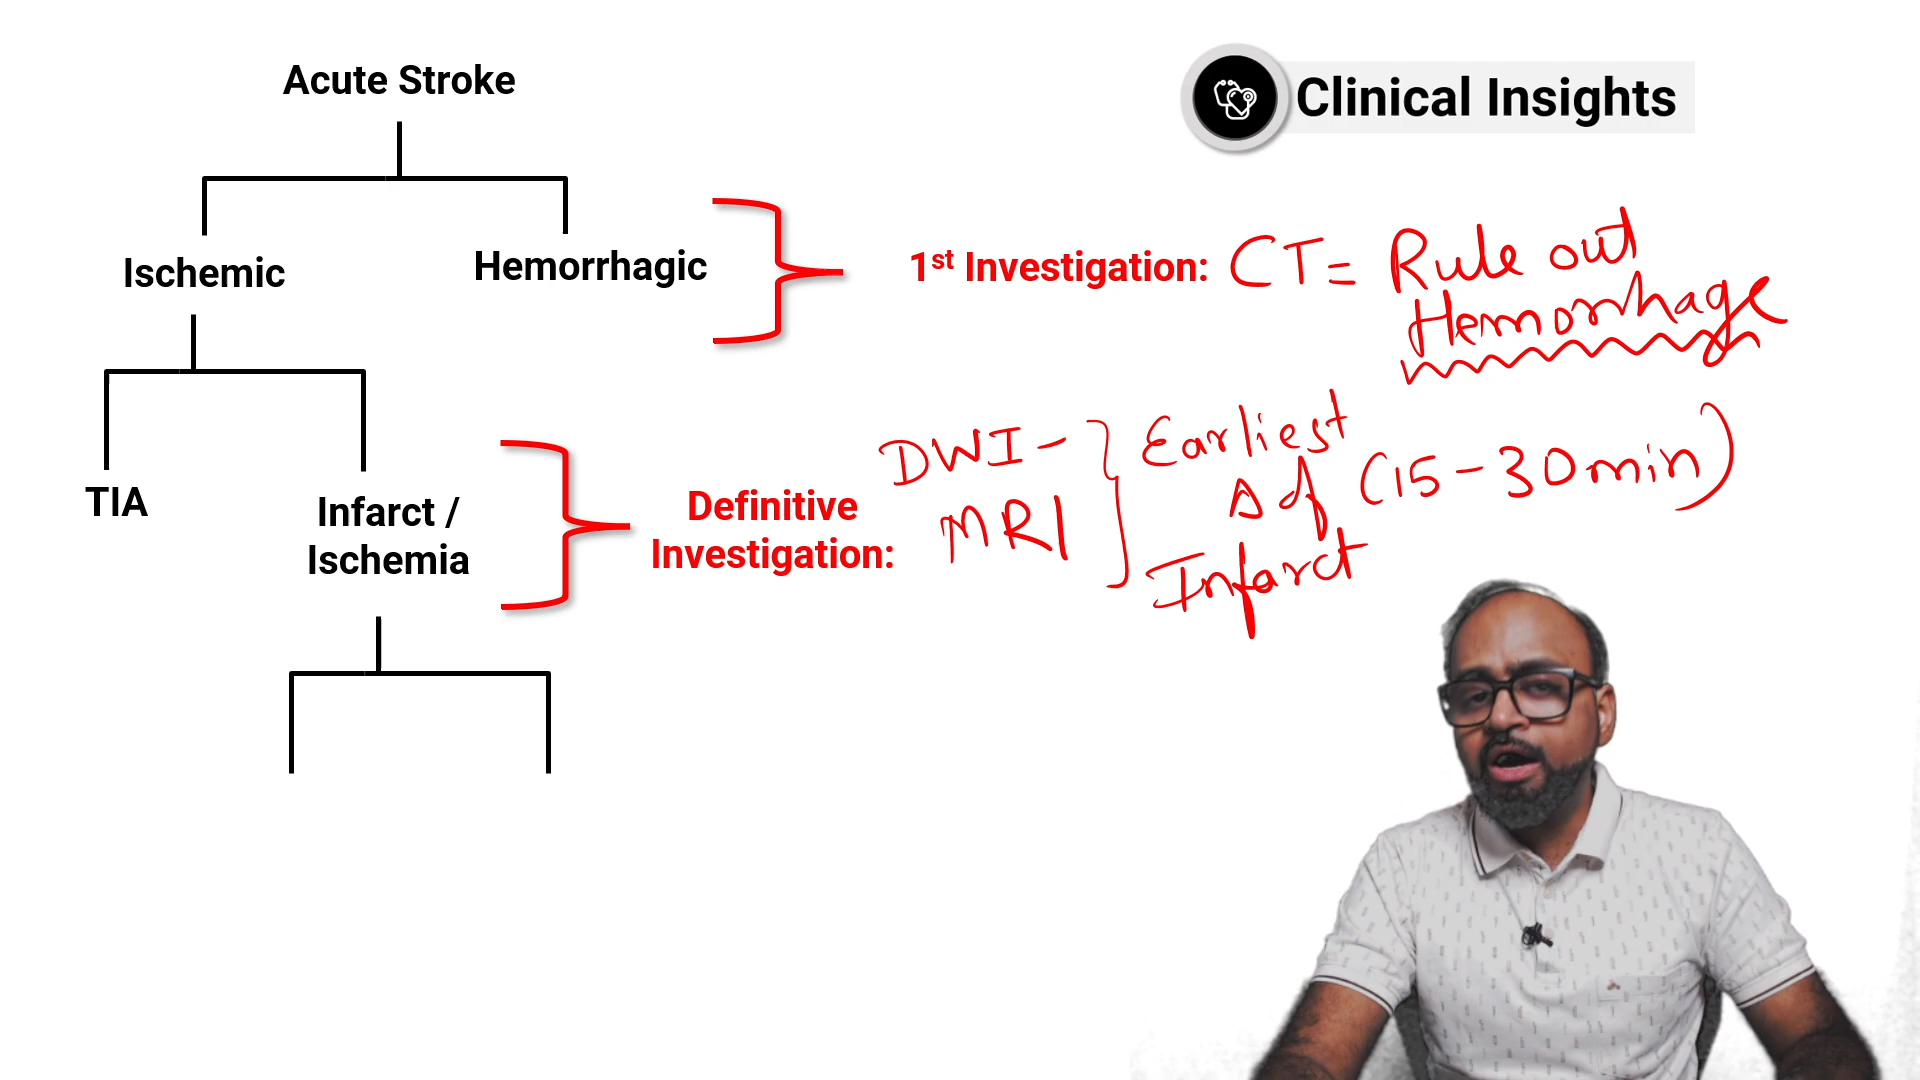 Acute Stroke
Clinical Insights
Ischemic
Hemorrhagic
1st Investigation: CT = Rule out
Hemorrhage
TIA
Infarct /
Ischemia
Definitive
Investigation:
DWI -
MRI
Earliest
Δ of (15-30min)
Infarct